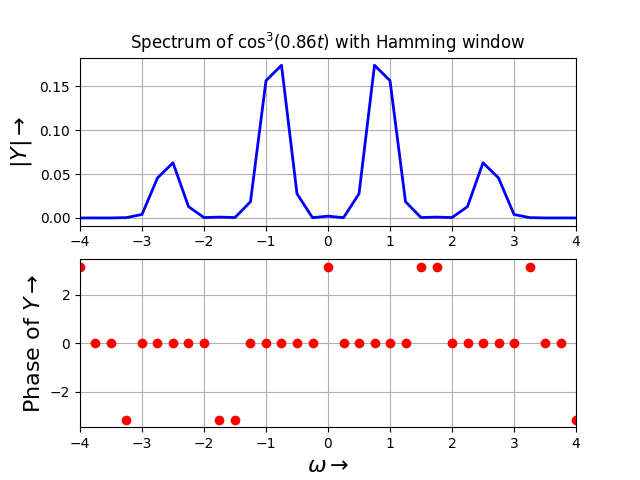 Spectrum of cos³(0.86t) with Hamming window
|Y|→
0.15
0.10
0.05
0.00
−4 −3 −2 −1 0 1 2 3 4
Phase of Y→
2
0
−2
−4 −3 −2 −1 0 1 2 3 4
ω→